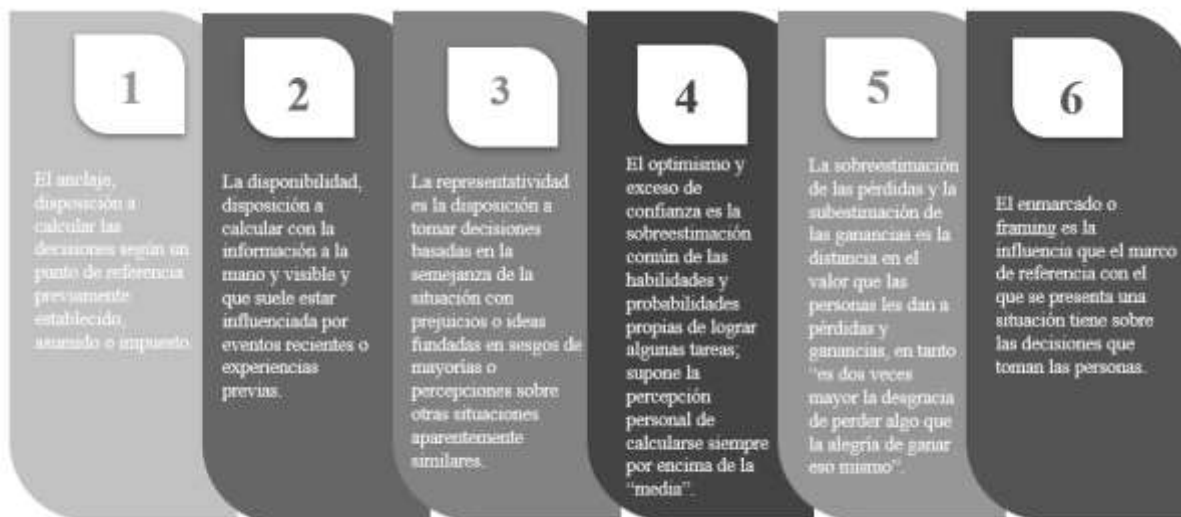 1
El anclaje,
disposición a
calcular las
decisiones según un
punto de referencia
previamente
establecido,
asumido o impuesto.
2
La disponibilidad,
disposición a
calcular con la
información a la
mano y visible y
que suele estar
influenciada por
eventos recientes o
experiencias
previas.
3
La representatividad
es la disposición a
tomar decisiones
basadas en la
semejanza de la
situación con
prejuicios o ideas
fundadas en sesgos de
mayorías o
percepciones sobre
otras situaciones
aparentemente
similares.
4
El optimismo y
exceso de
confianza es la
sobreestimación
común de las
habilidades y
probabilidades
propias de lograr
algunas tareas;
supone la
percepción
personal de
calcularse siempre
por encima de la
“media”.
5
La sobreestimación
de las pérdidas y la
subestimación de
las ganancias es la
distancia en el
valor que las
personas les dan a
pérdidas y
ganancias, en tanto
“es dos veces
mayor la desgracia
de perder algo que
la alegría de ganar
eso mismo”.
6
El enmarcado o
framing es la
influencia que el marco
de referencia con el
que se presenta una
situación tiene sobre
las decisiones que
toman las personas.